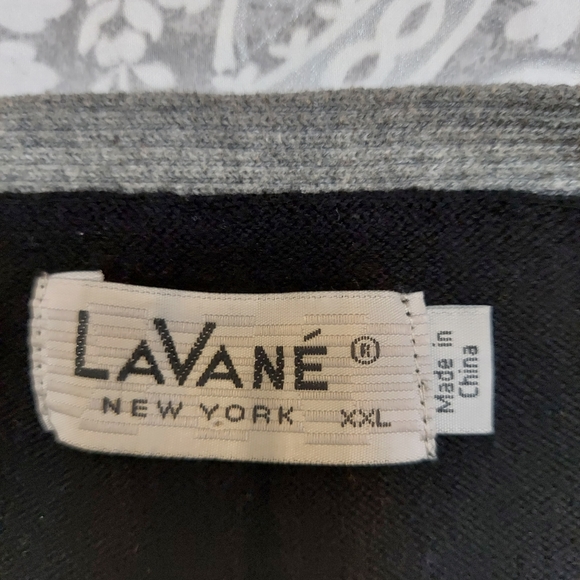 LAVANÉ ®
NEW YORK XXL
Made in
China